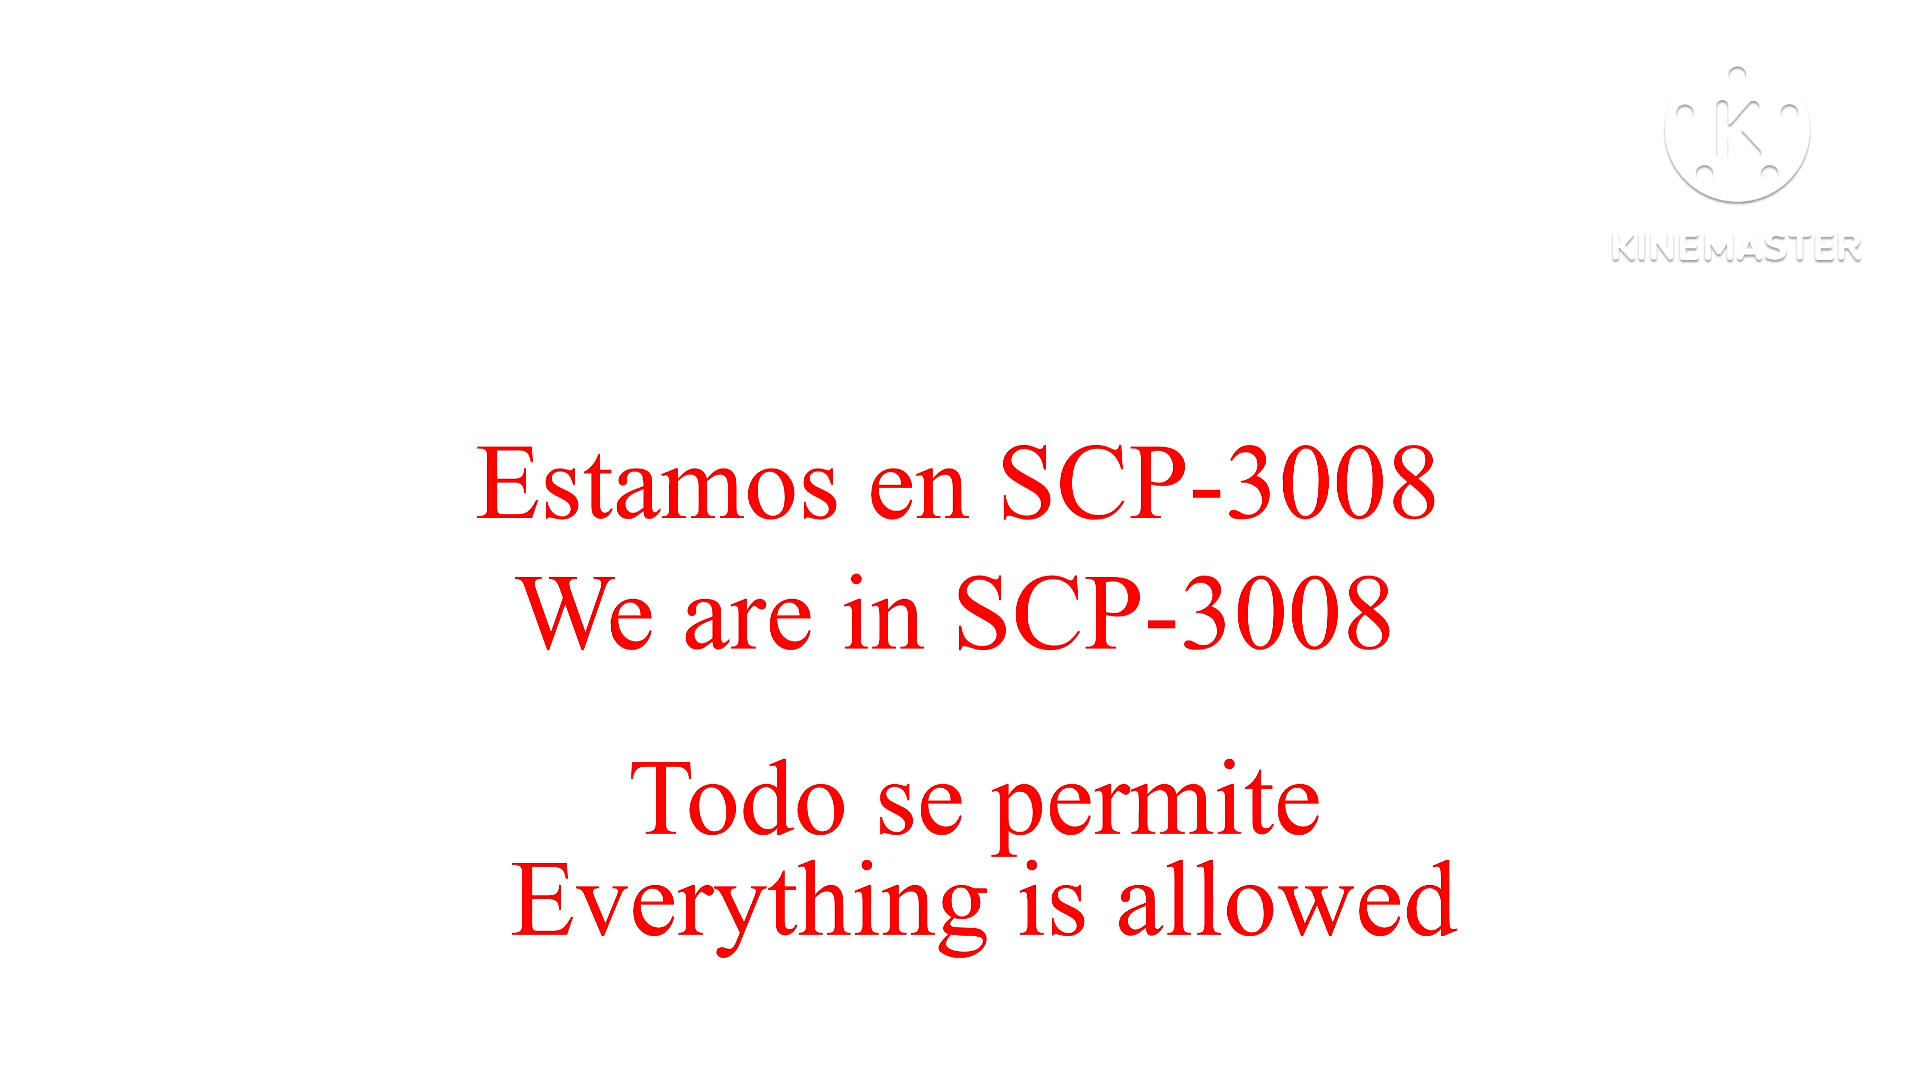 K
KINEMASTER
Estamos en SCP-3008
We are in SCP-3008
Todo se permite
Everything is allowed